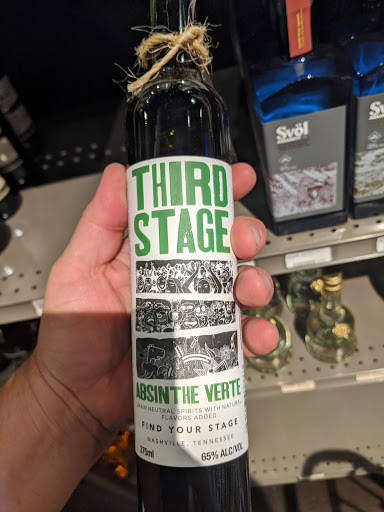 THIRD
STAGE
ABSINTHE VERTE
GRAIN NEUTRAL SPIRITS WITH NATURAL
FLAVORS ADDED
FIND YOUR STAGE
NASHVILLE, TENNESSEE
375ml 65% ALC/VOL
Svöl
Svöl